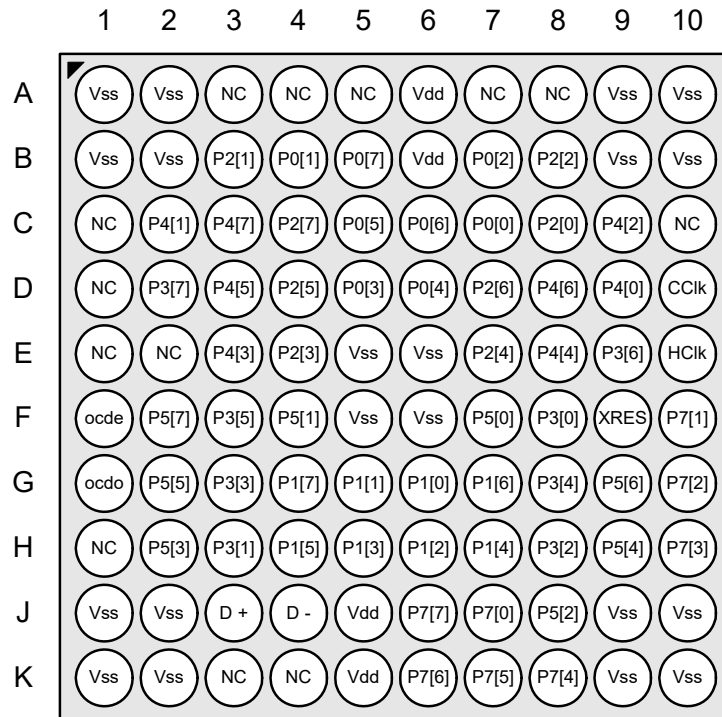 1 2 3 4 5 6 7 8 9 10
A Vss Vss NC NC NC Vdd NC NC Vss Vss
B Vss Vss P2[1] P0[1] P0[7] Vdd P0[2] P2[2] Vss Vss
C NC P4[1] P4[7] P2[7] P0[5] P0[6] P0[0] P2[0] P4[2] NC
D NC P3[7] P4[5] P2[5] P0[3] P0[4] P2[6] P4[6] P4[0] CClk
E NC NC P4[3] P2[3] Vss Vss P2[4] P4[4] P3[6] HClk
F ocde P5[7] P3[5] P5[1] Vss Vss P5[0] P3[0] XRES P7[1]
G ocdo P5[5] P3[3] P1[7] P1[1] P1[0] P1[6] P3[4] P5[6] P7[2]
H NC P5[3] P3[1] P1[5] P1[3] P1[2] P1[4] P3[2] P5[4] P7[3]
J Vss Vss D + D - Vdd P7[7] P7[0] P5[2] Vss Vss
K Vss Vss NC NC Vdd P7[6] P7[5] P7[4] Vss Vss